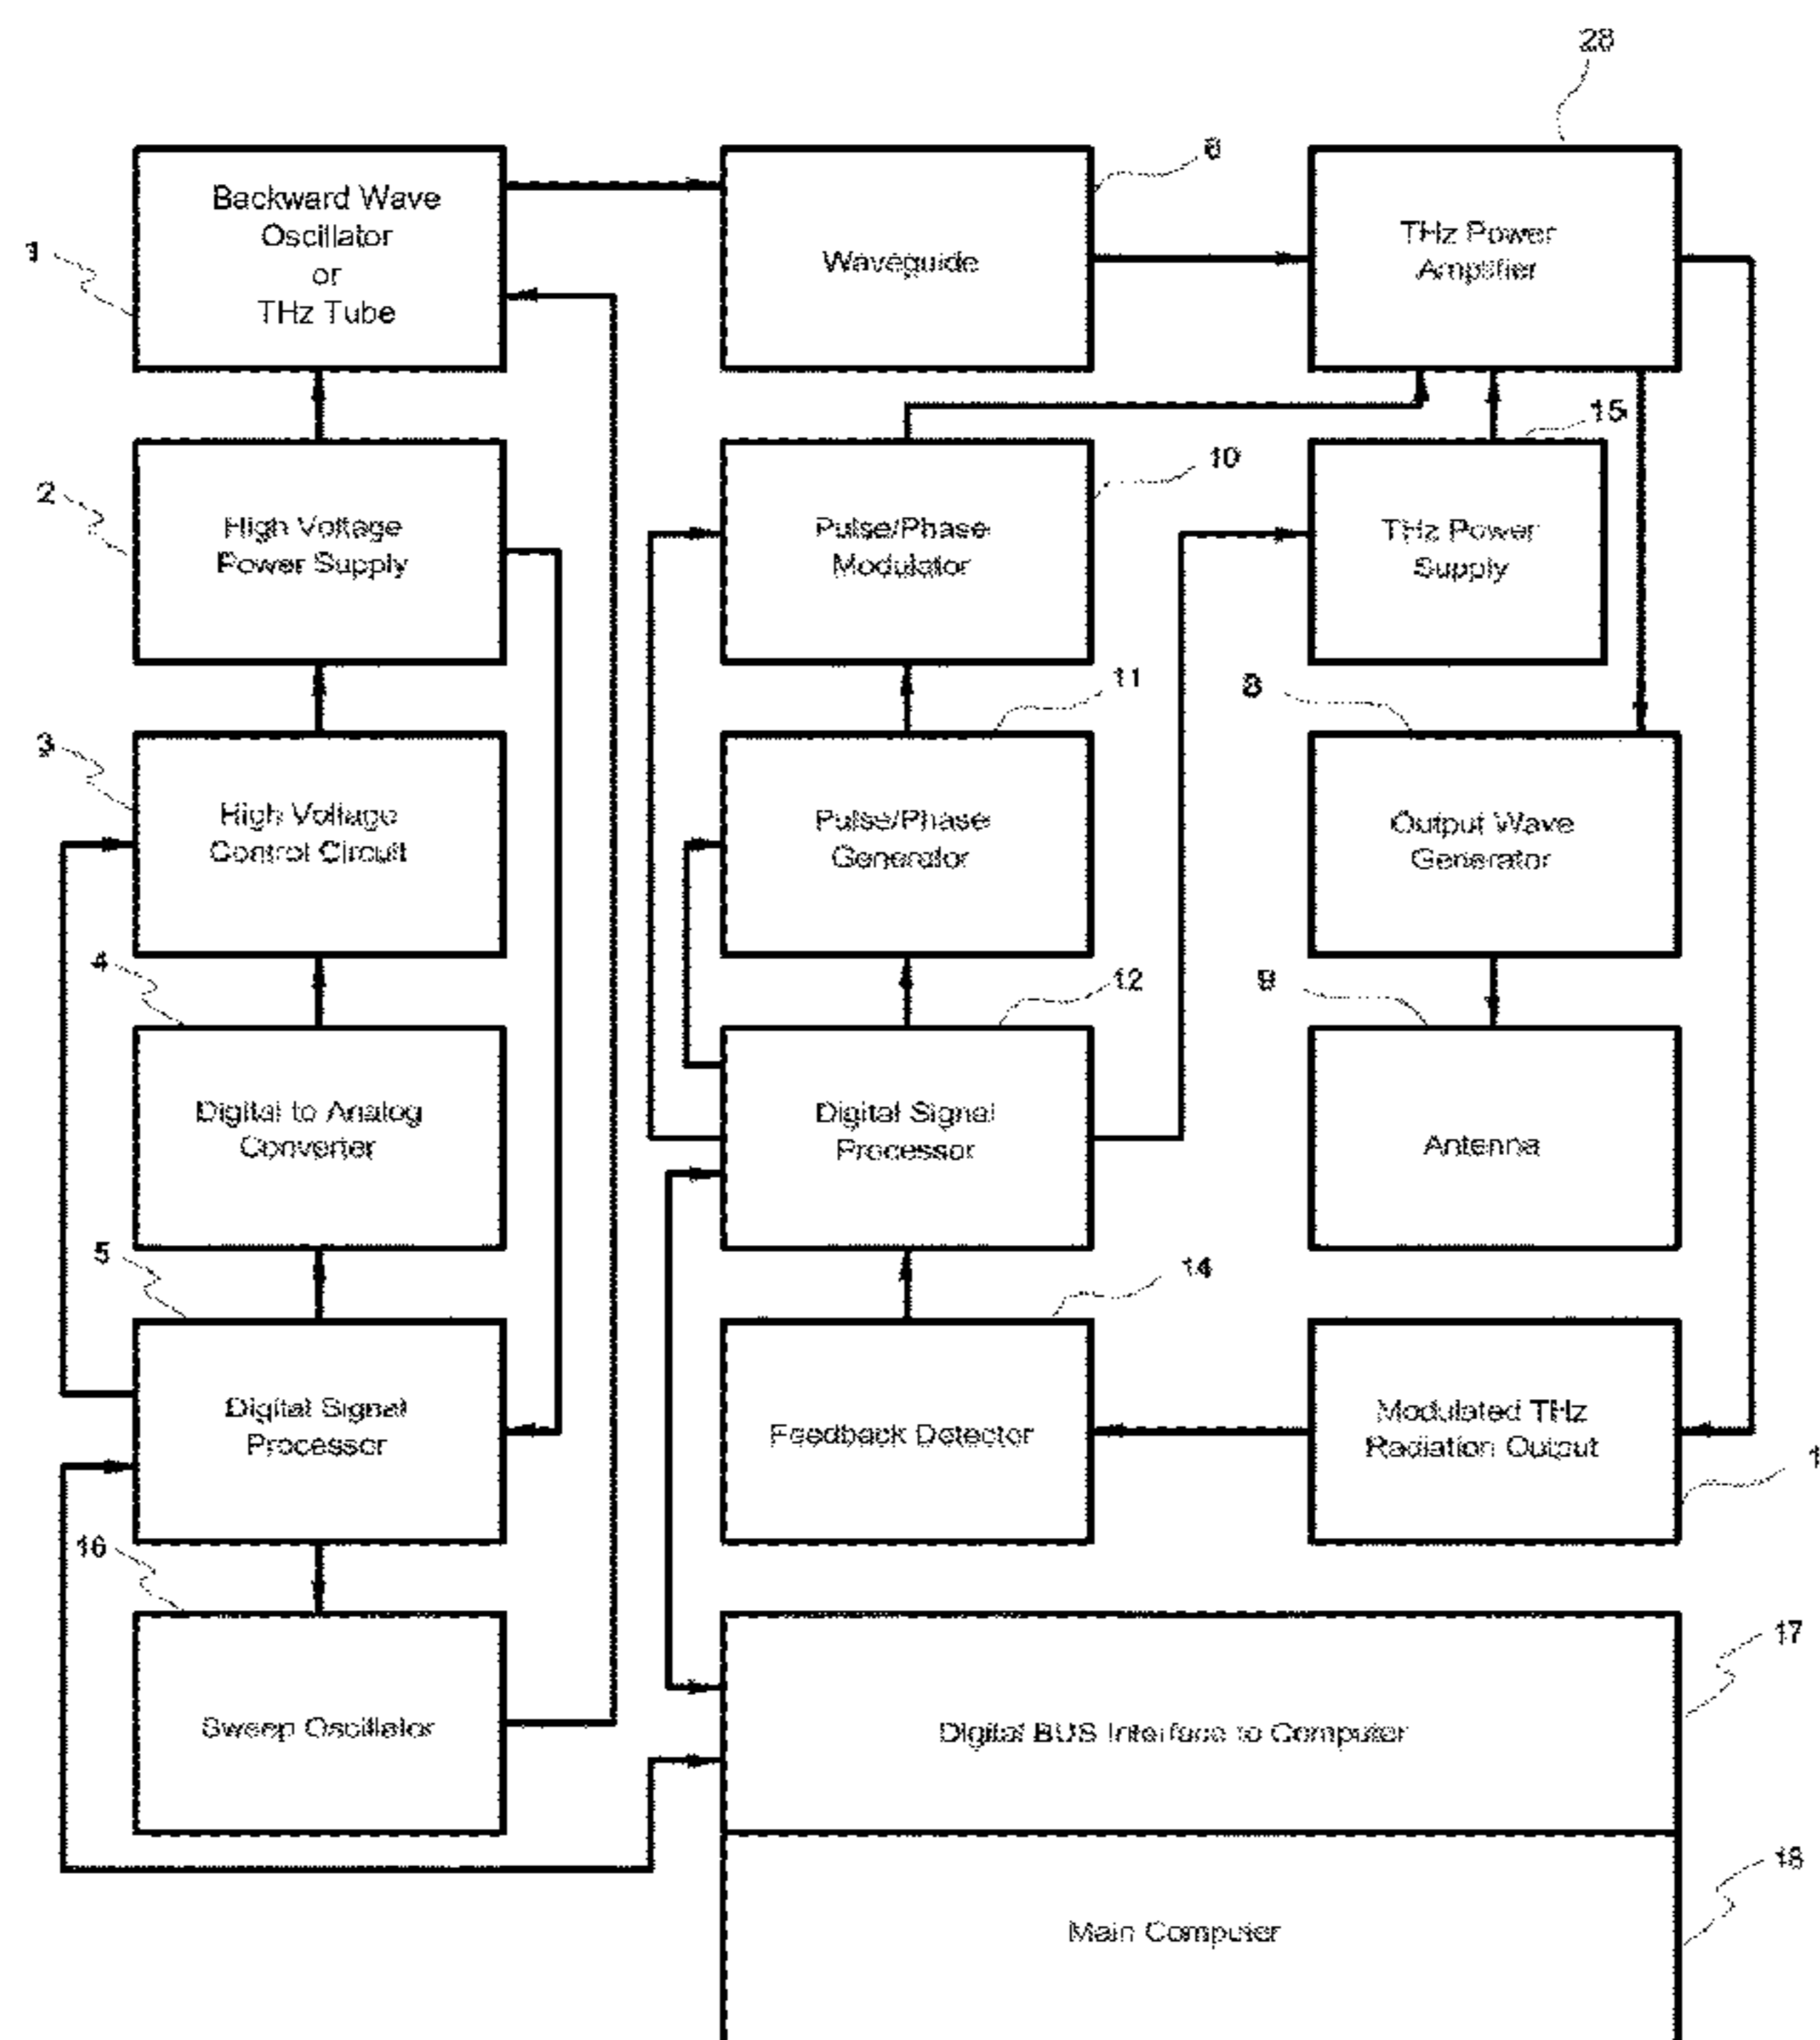 28
Backward Wave
Oscillator
or
THz Tube
1
Waveguide
6
THz Power
Amplifier
High Voltage
Power Supply
2
Pulse/Phase
Modulator
10
THz Power
Supply
15
High Voltage
Control Circuit
3
Pulse/Phase
Generator
11
Output Wave
Generator
8
Digital to Analog
Converter
4
Digital Signal
Processor
12
Antenna
9
Digital Signal
Processor
5
Feedback Detector
14
Modulated THz
Radiation Output
Sweep Oscillator
16
Digital BUS Interface to Computer
17
Main Computer
18